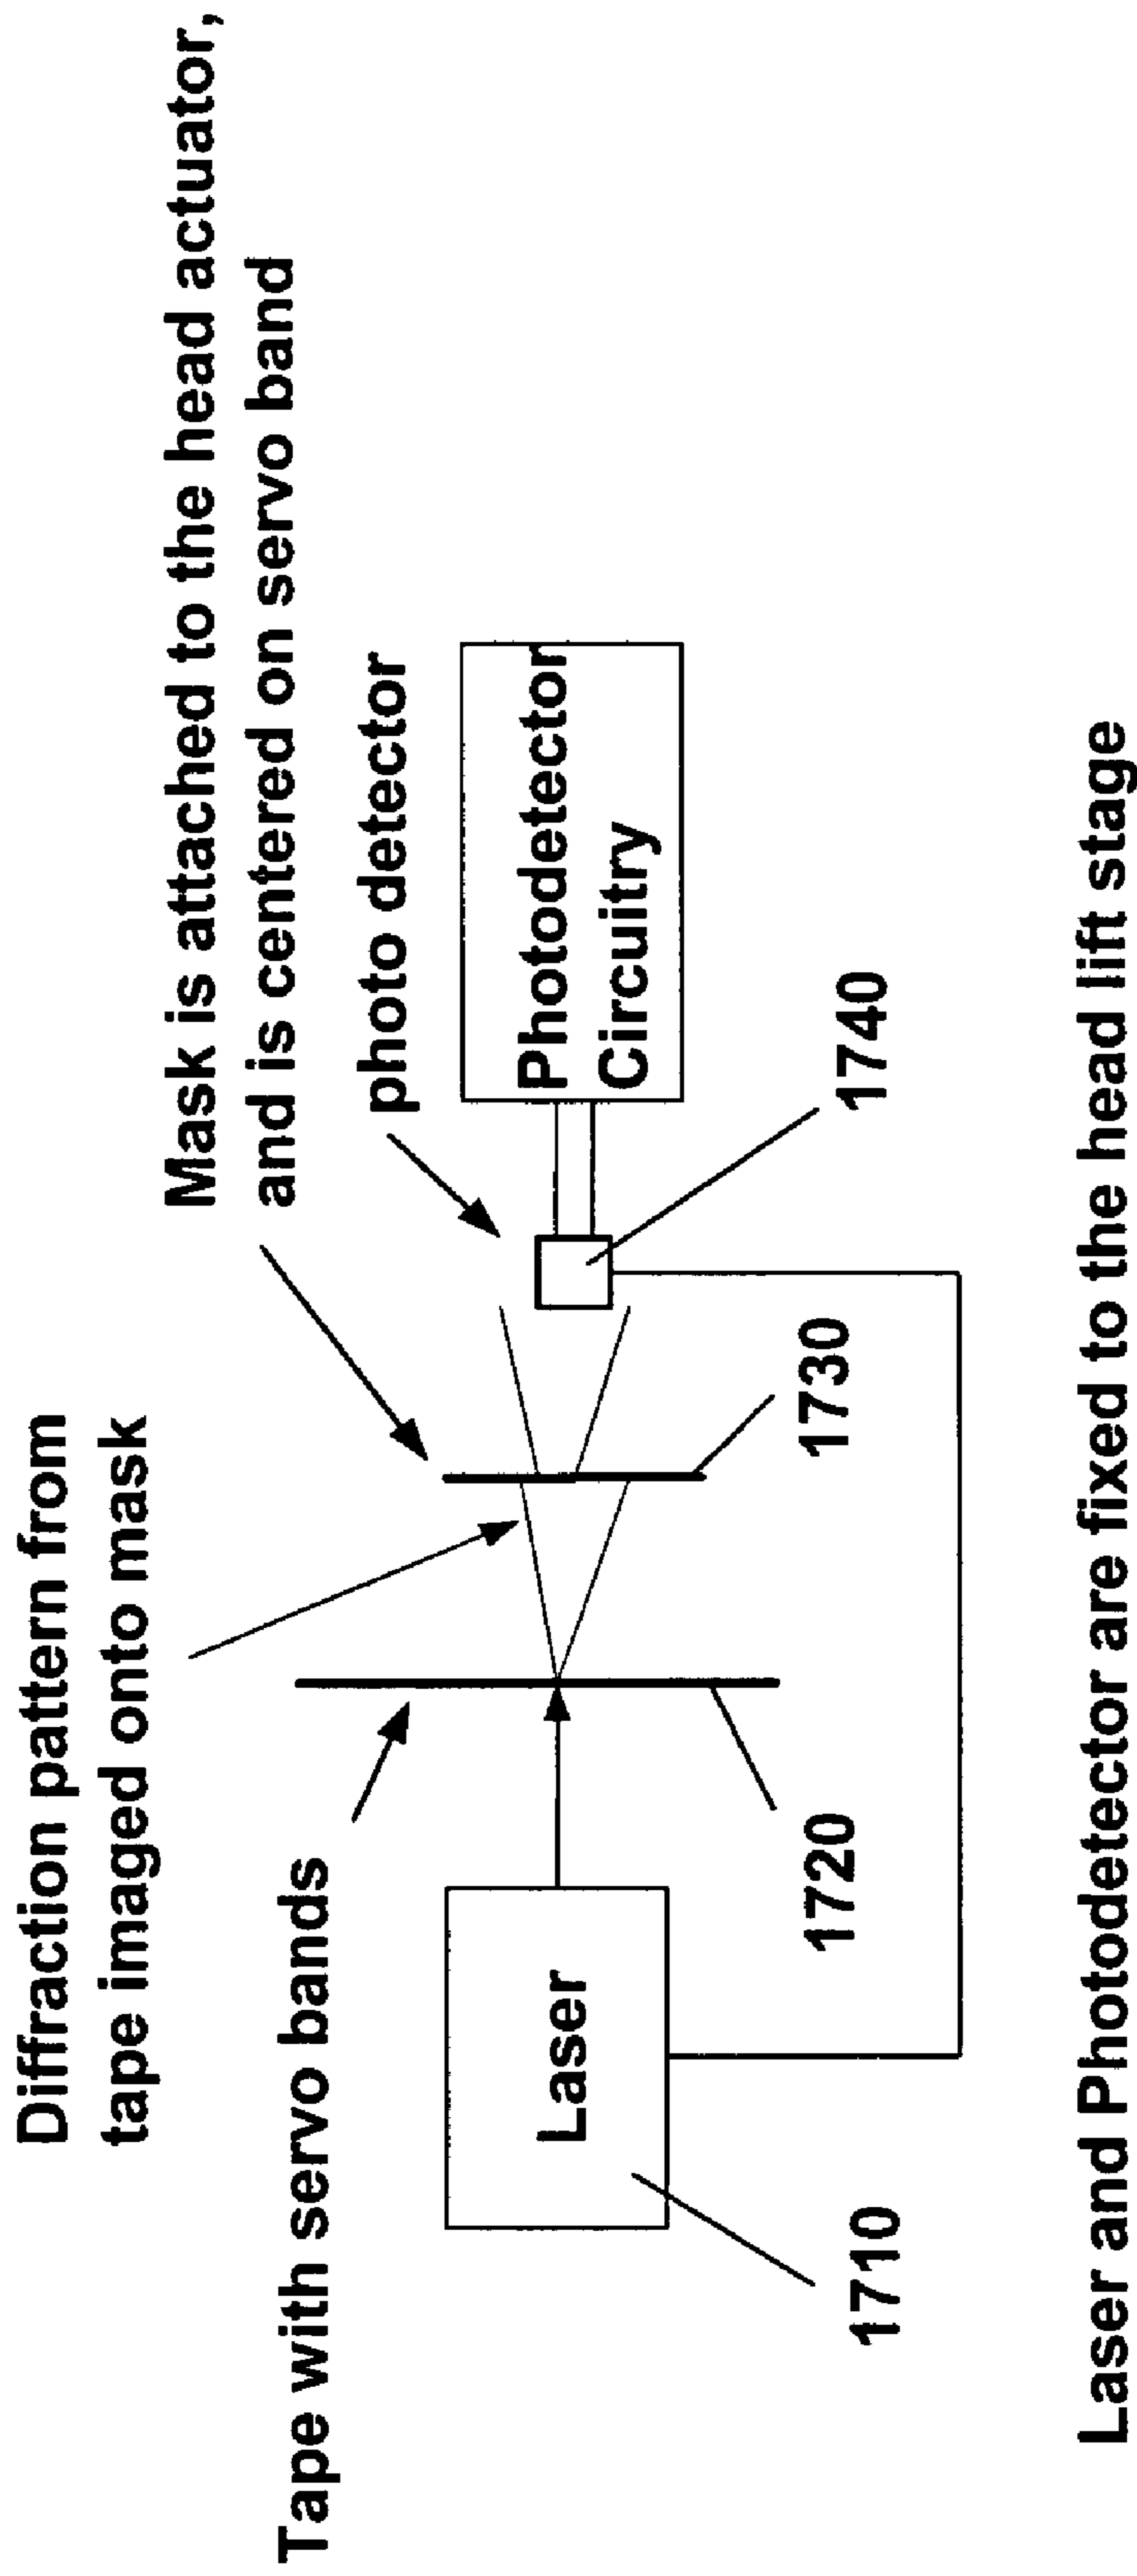 Diffraction pattern from
tape imaged onto mask
Mask is attached to the head actuator,
and is centered on servo band
Tape with servo bands
photo detector
Laser
Photodetector
Circuitry
1710
1720
1730
1740
Laser and Photodetector are fixed to the head lift stage